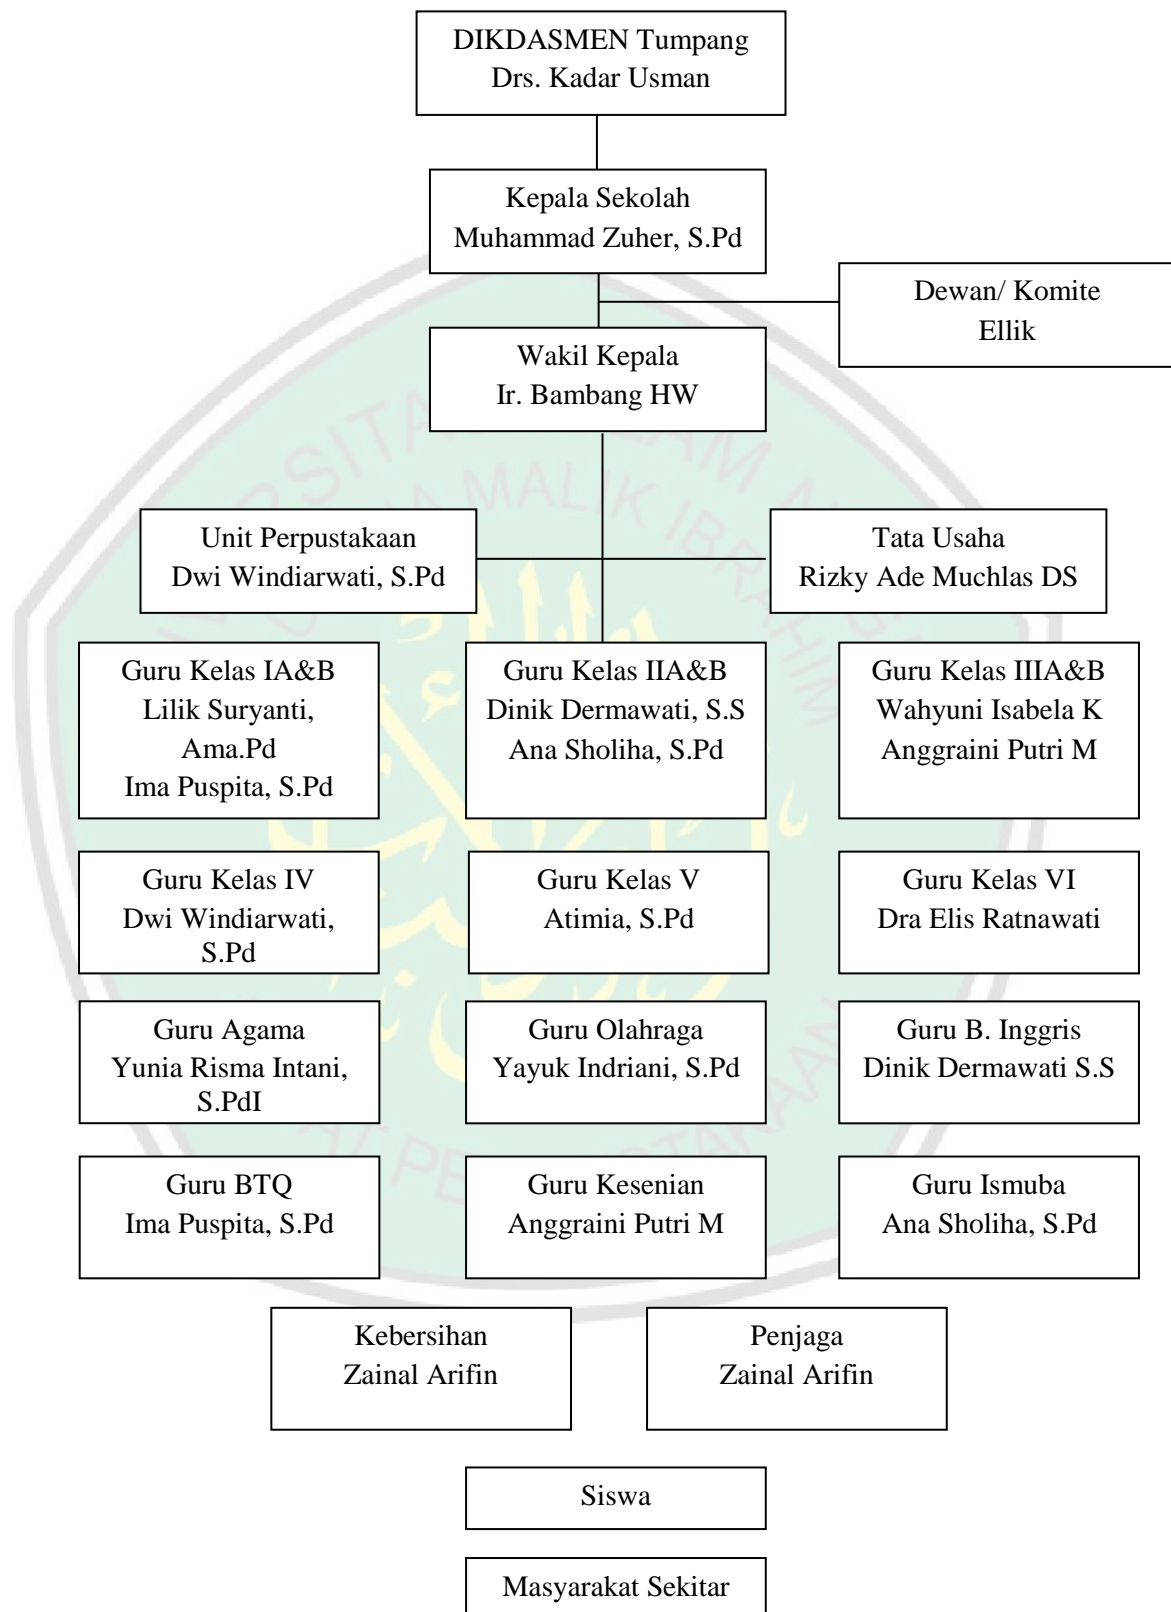 DIKDASMEN Tumpang
Drs. Kadar Usman
Kepala Sekolah
Muhammad Zuher, S.Pd
Dewan/ Komite
Ellik
Wakil Kepala
Ir. Bambang HW
Unit Perpustakaan
Dwi Windiarwati, S.Pd
Tata Usaha
Rizky Ade Muchlas DS
Guru Kelas IA&B
Lilik Suryanti,
Ama.Pd
Ima Puspita, S.Pd
Guru Kelas IIA&B
Dinik Dermawati, S.S
Ana Sholiha, S.Pd
Guru Kelas IIIA&B
Wahyuni Isabela K
Anggraini Putri M
Guru Kelas IV
Dwi Windiarwati,
S.Pd
Guru Kelas V
Atimia, S.Pd
Guru Kelas VI
Dra Elis Ratnawati
Guru Agama
Yunia Risma Intani,
S.PdI
Guru Olahraga
Yayuk Indriani, S.Pd
Guru B. Inggris
Dinik Dermawati S.S
Guru BTQ
Ima Puspita, S.Pd
Guru Kesenian
Anggraini Putri M
Guru Ismuba
Ana Sholiha, S.Pd
Kebersihan
Zainal Arifin
Penjaga
Zainal Arifin
Siswa
Masyarakat Sekitar
MALIK IBRAHIM